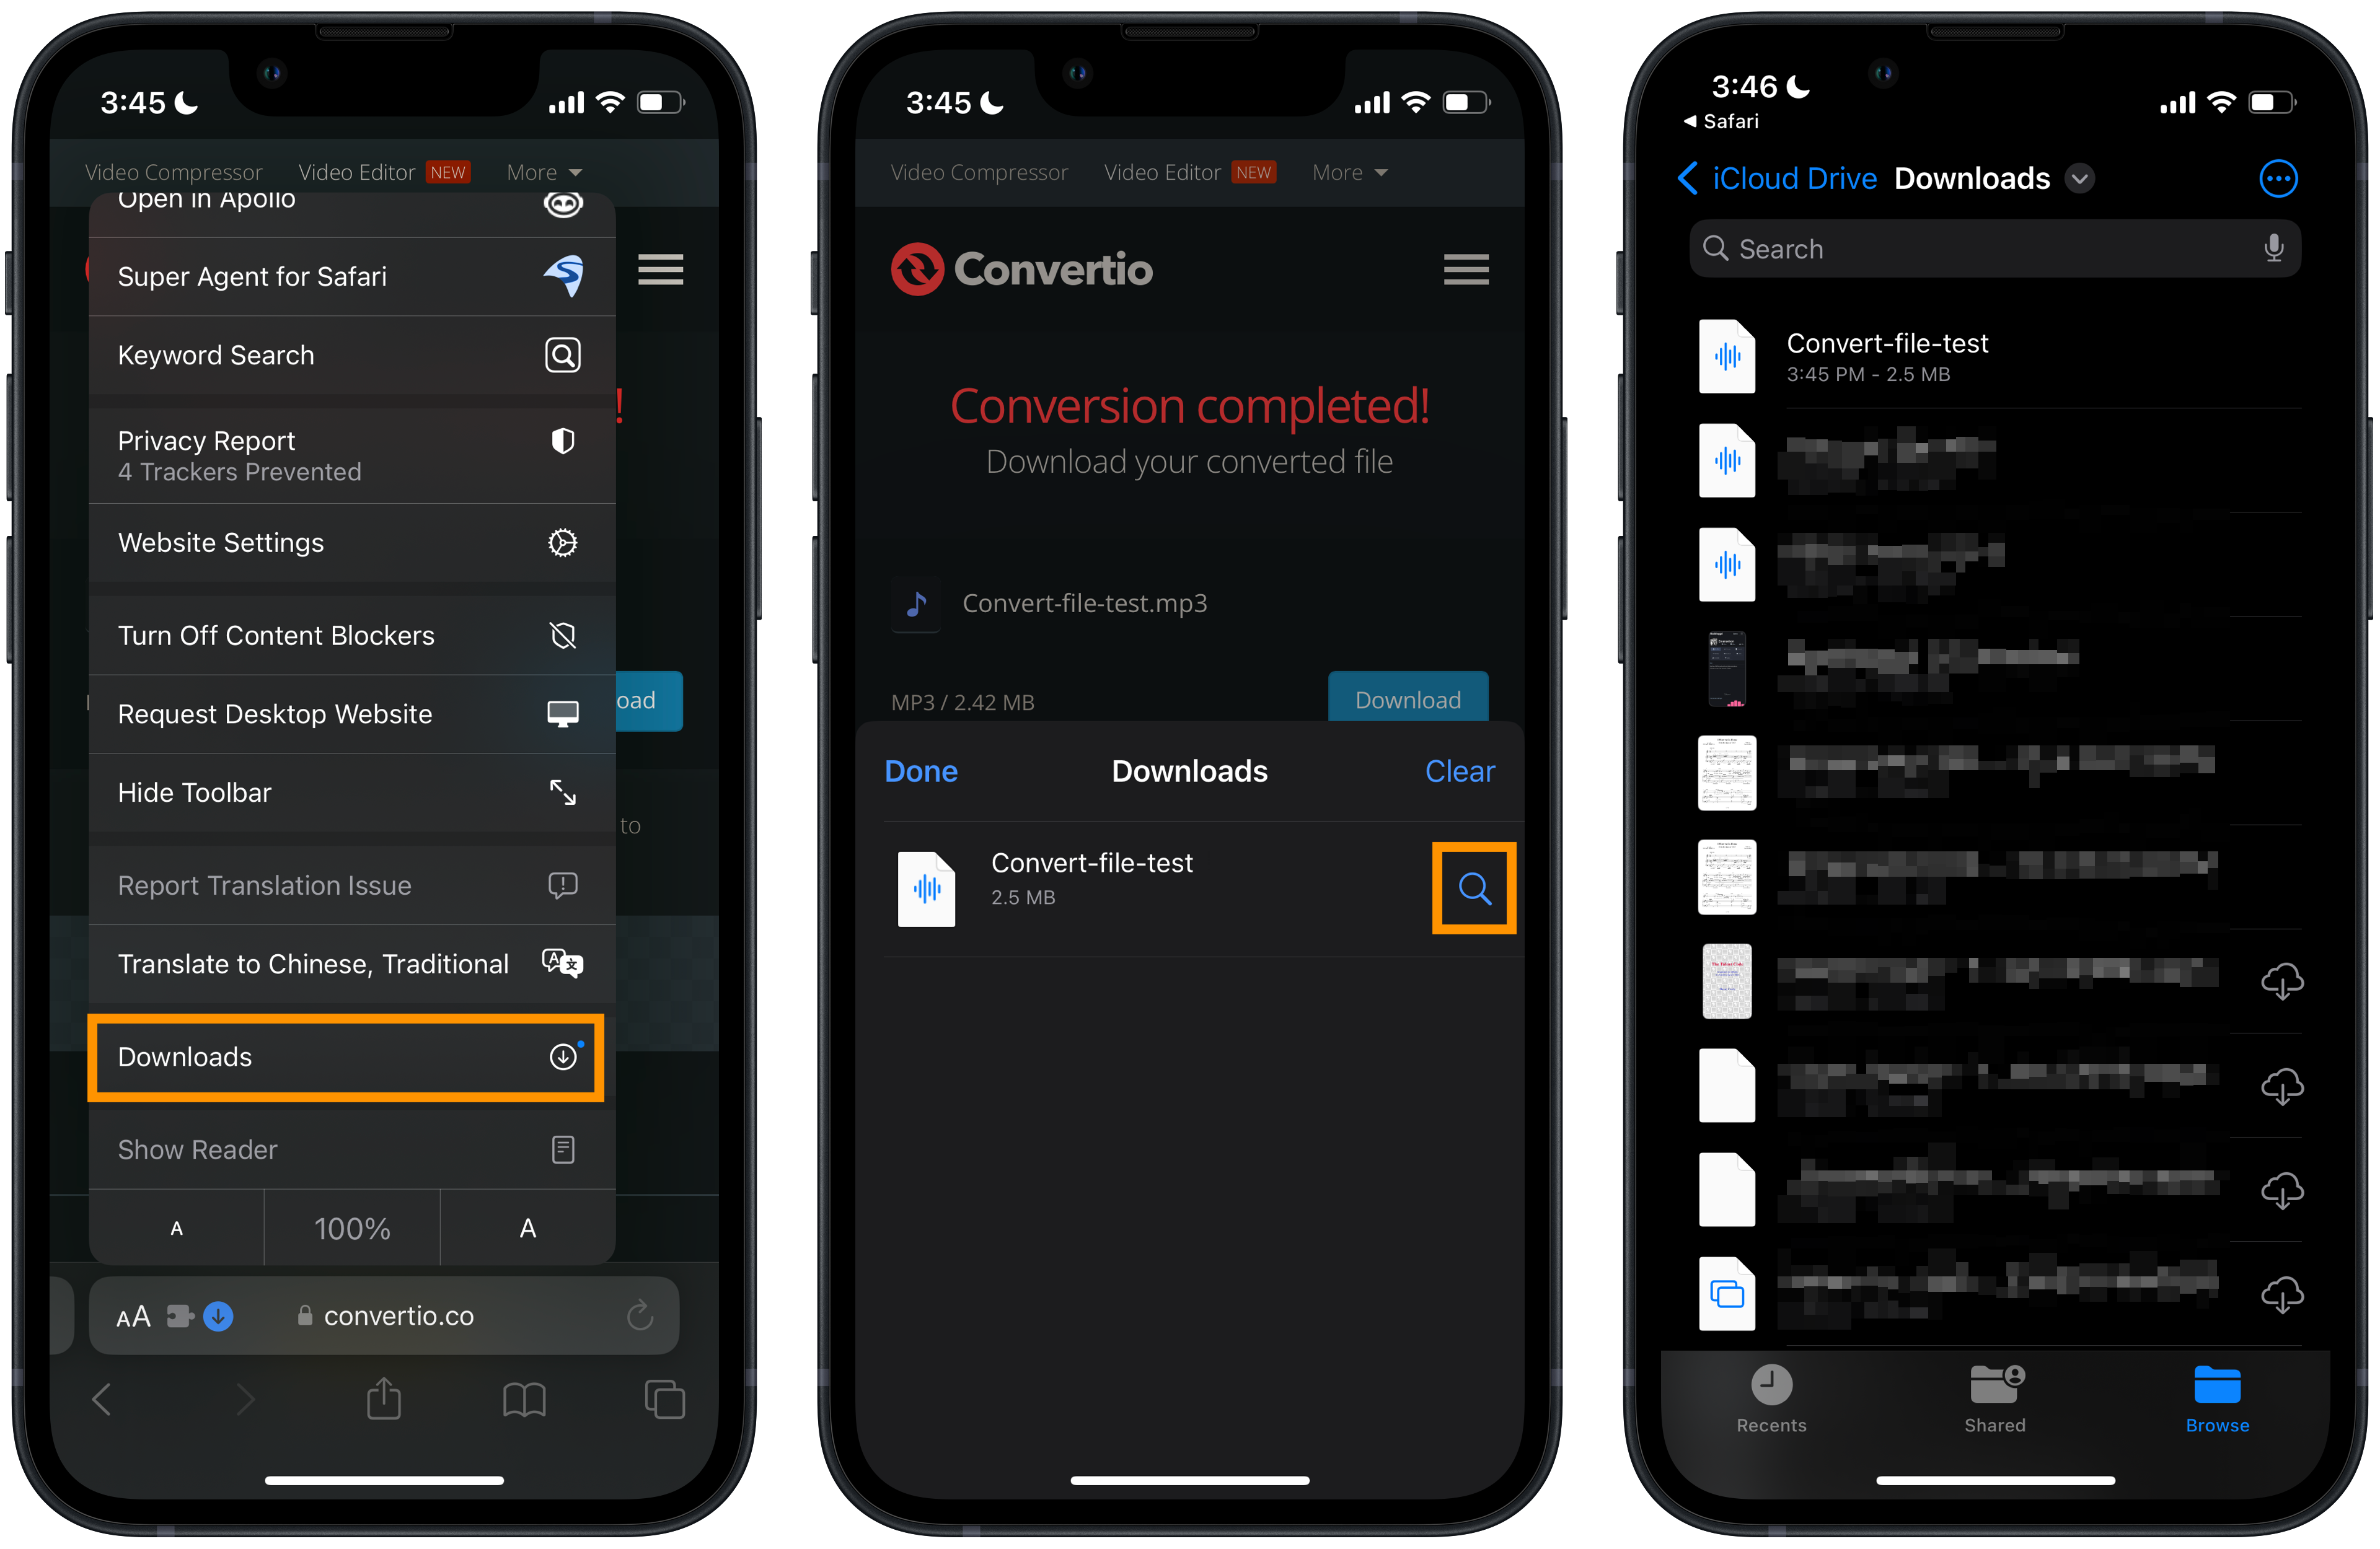 3:45
Video Compressor Video Editor NEW More
Open in Apollo
Super Agent for Safari
Keyword Search
!
Privacy Report
4 Trackers Prevented
Website Settings
Turn Off Content Blockers
Request Desktop Website
oad
Hide Toolbar
to
Report Translation Issue
Translate to Chinese, Traditional
Downloads
Show Reader
A 100% A
AA convertio.co
3:45
Video Compressor Video Editor NEW More
Convertio
Conversion completed!
Download your converted file
Convert-file-test.mp3
MP3 / 2.42 MB Download
Done Downloads Clear
Convert-file-test
2.5 MB
3:46
Safari
iCloud Drive Downloads
Search
Convert-file-test
3:45 PM - 2.5 MB
Recents Shared Browse